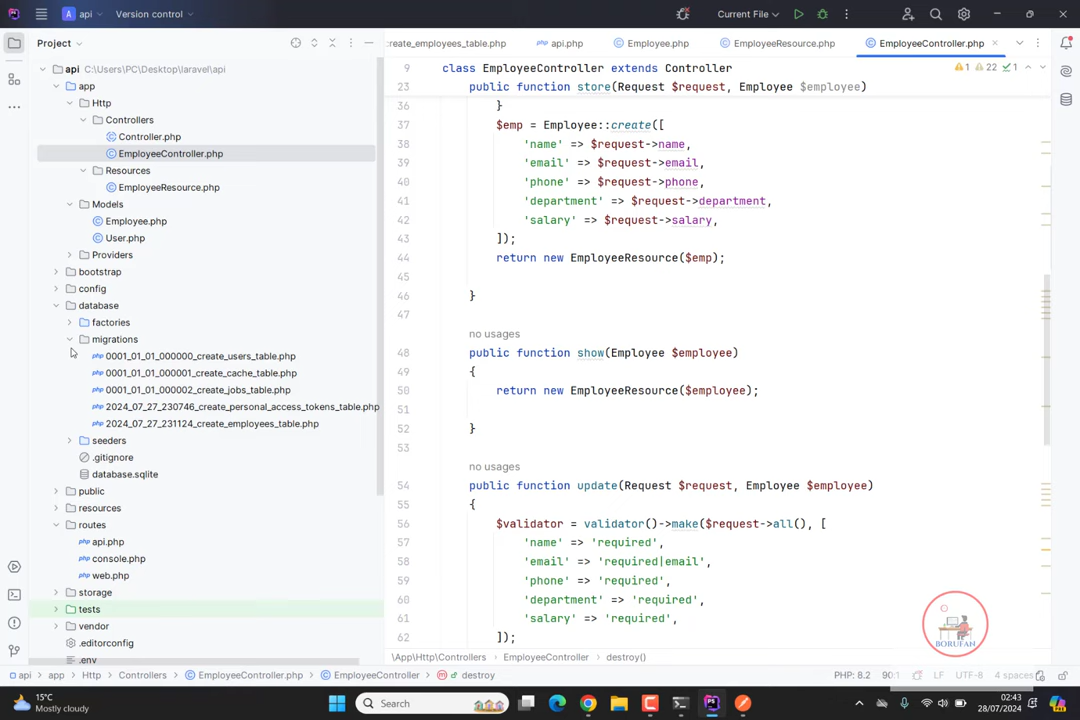 api
Version control
Current File
Project
create_employees_table.php
api.php
Employee.php
EmployeeResource.php
EmployeeController.php
api C:\Users\PC\Desktop\laravel\api
app
Http
Controllers
Controller.php
EmployeeController.php
Resources
EmployeeResource.php
Models
Employee.php
User.php
Providers
bootstrap
config
database
factories
migrations
0001_01_01_000000_create_users_table.php
0001_01_01_000001_create_cache_table.php
0001_01_01_000002_create_jobs_table.php
2024_07_27_230746_create_personal_access_tokens_table.php
2024_07_27_231124_create_employees_table.php
seeders
.gitignore
database.sqlite
public
resources
routes
api.php
console.php
web.php
storage
tests
vendor
.editorconfig
.env
9 class EmployeeController extends Controller
1 22 1
23 public function store(Request $request, Employee $employee)
36 }
37 $emp = Employee::create([
38 'name' => $request->name,
39 'email' => $request->email,
40 'phone' => $request->phone,
41 'department' => $request->department,
42 'salary' => $request->salary,
43 ]);
44 return new EmployeeResource($emp);
45
46 }
47
no usages
48 public function show(Employee $employee)
49 {
50 return new EmployeeResource($employee);
51
52 }
53
no usages
54 public function update(Request $request, Employee $employee)
55 {
56 $validator = validator()->make($request->all(), [
57 'name' => 'required',
58 'email' => 'required|email',
59 'phone' => 'required',
60 'department' => 'required',
61 'salary' => 'required',
62 ]);
BORUFAN
\App\Http\Controllers EmployeeController destroy()
api app Http Controllers EmployeeController.php EmployeeController destroy
PHP: 8.2 90:1 LF UTF-8 4 spaces
15°C
Mostly cloudy
Search
02:43
28/07/2024